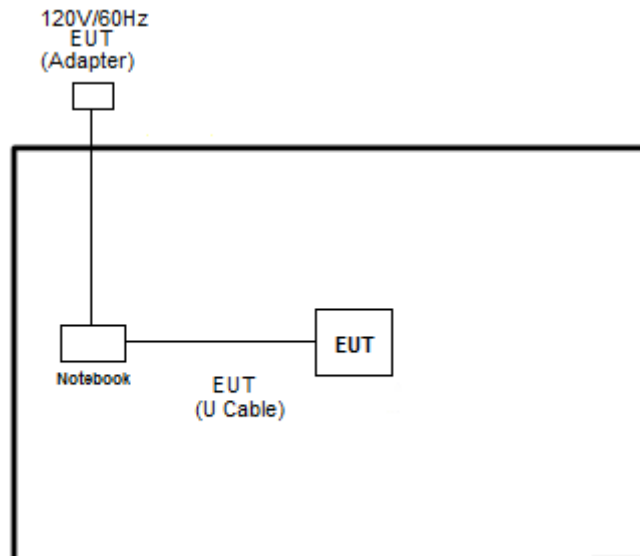 120V/60Hz
EUT
(Adapter)
EUT
Notebook
EUT
(U Cable)